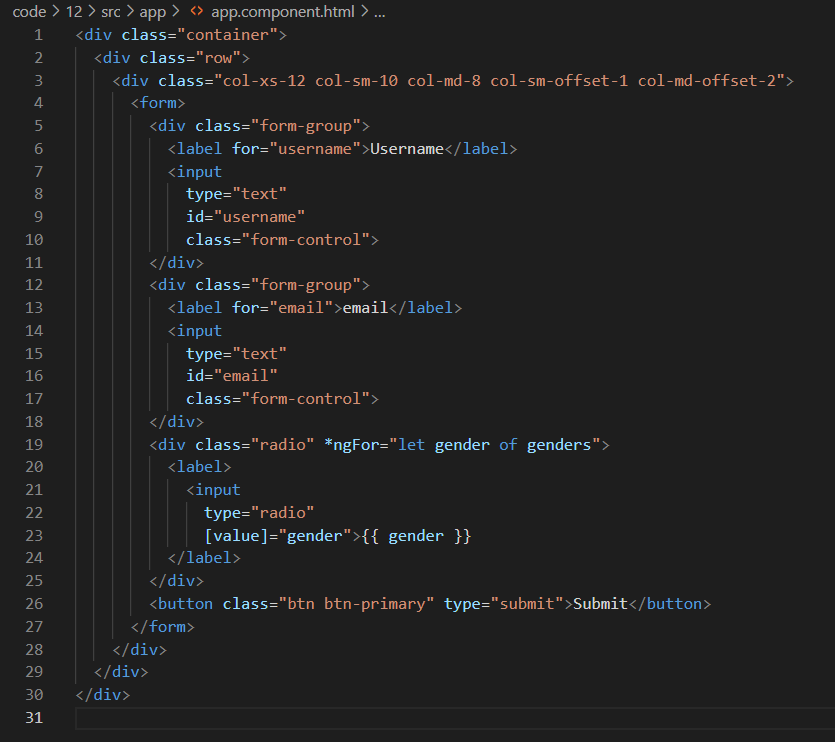 code > 12 > src > app > <> app.component.html > ...
1 <div class="container">
2   <div class="row">
3     <div class="col-xs-12 col-sm-10 col-md-8 col-sm-offset-1 col-md-offset-2">
4       <form>
5         <div class="form-group">
6           <label for="username">Username</label>
7           <input
8             type="text"
9             id="username"
10             class="form-control">
11         </div>
12         <div class="form-group">
13           <label for="email">email</label>
14           <input
15             type="text"
16             id="email"
17             class="form-control">
18         </div>
19         <div class="radio" *ngFor="let gender of genders">
20           <label>
21             <input
22               type="radio"
23               [value]="gender">{{ gender }}
24           </label>
25         </div>
26         <button class="btn btn-primary" type="submit">Submit</button>
27       </form>
28     </div>
29   </div>
30 </div>
31